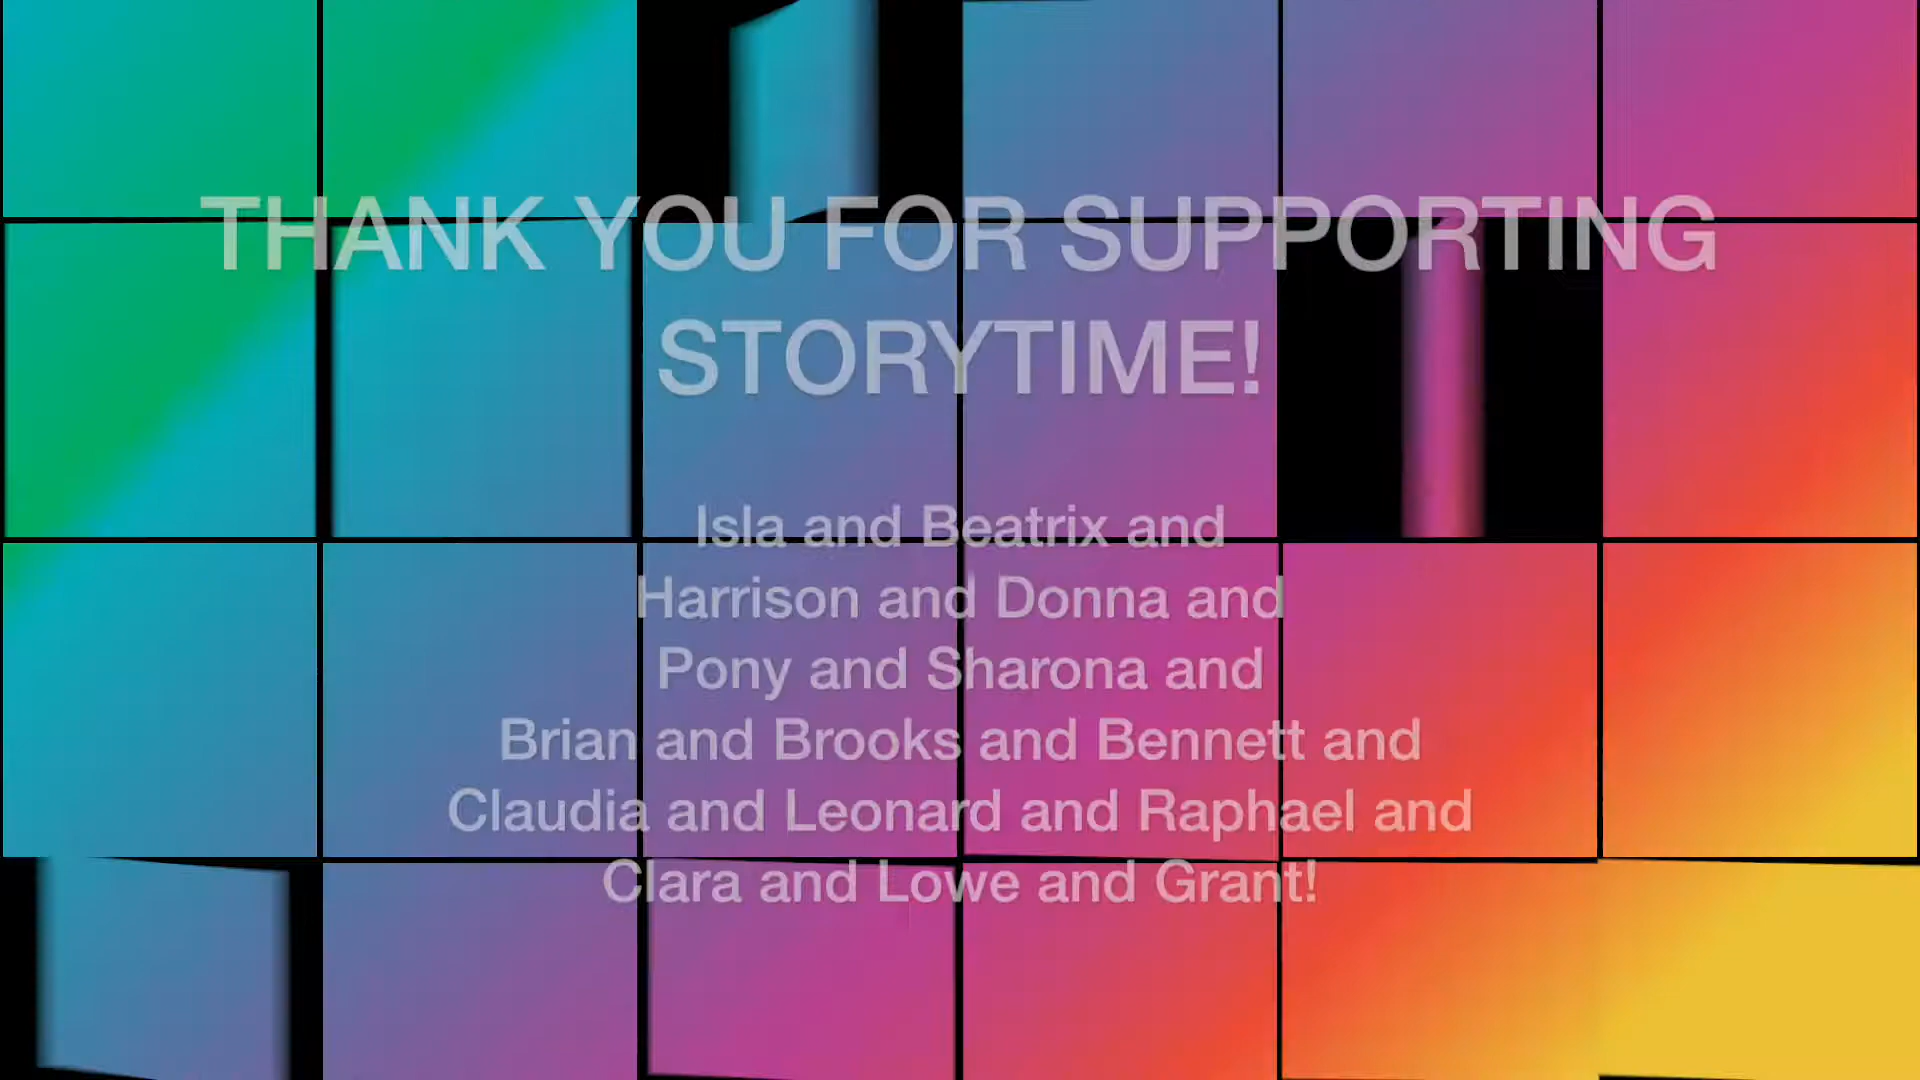 THANK YOU FOR SUPPORTING
STORYTIME!
Isla and Beatrix and
Harrison and Donna and
Pony and Sharona and
Brian and Brooks and Bennett and
Claudia and Leonard and Raphael and
Clara and Lowe and Grant!